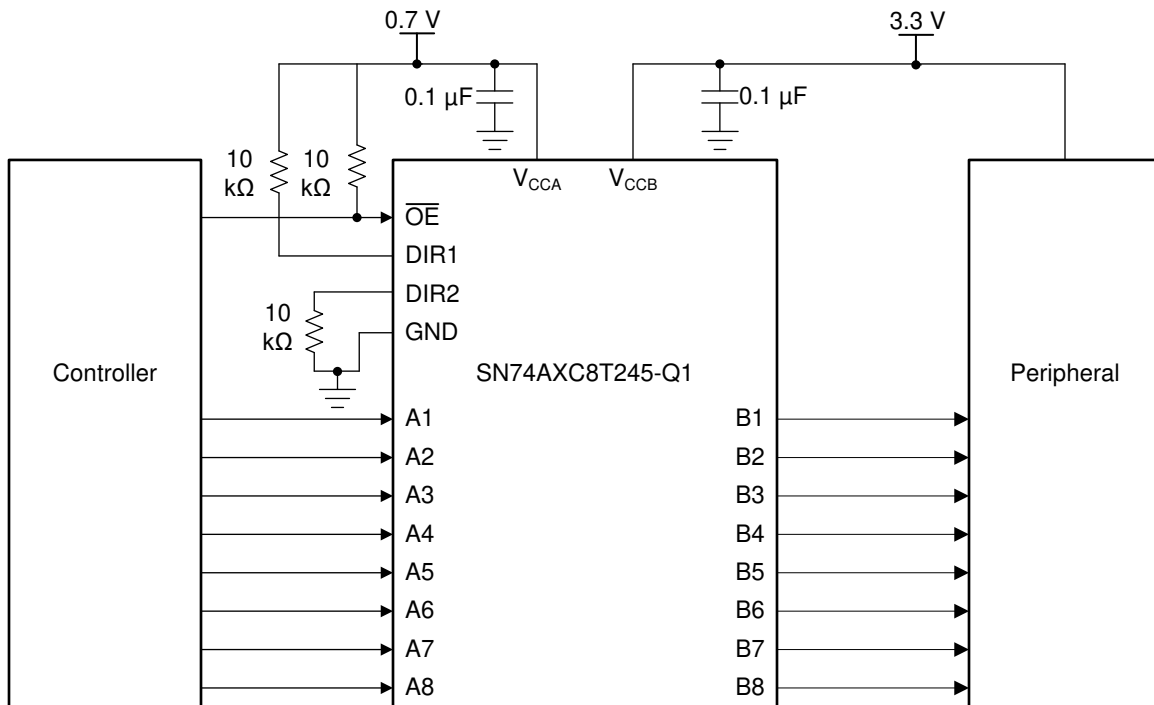 0.7 V
3.3 V
0.1 µF
0.1 µF
10
kΩ
10
kΩ
VCCA
VCCB
OE
DIR1
DIR2
10
kΩ
GND
Controller
SN74AXC8T245-Q1
Peripheral
A1
B1
A2
B2
A3
B3
A4
B4
A5
B5
A6
B6
A7
B7
A8
B8